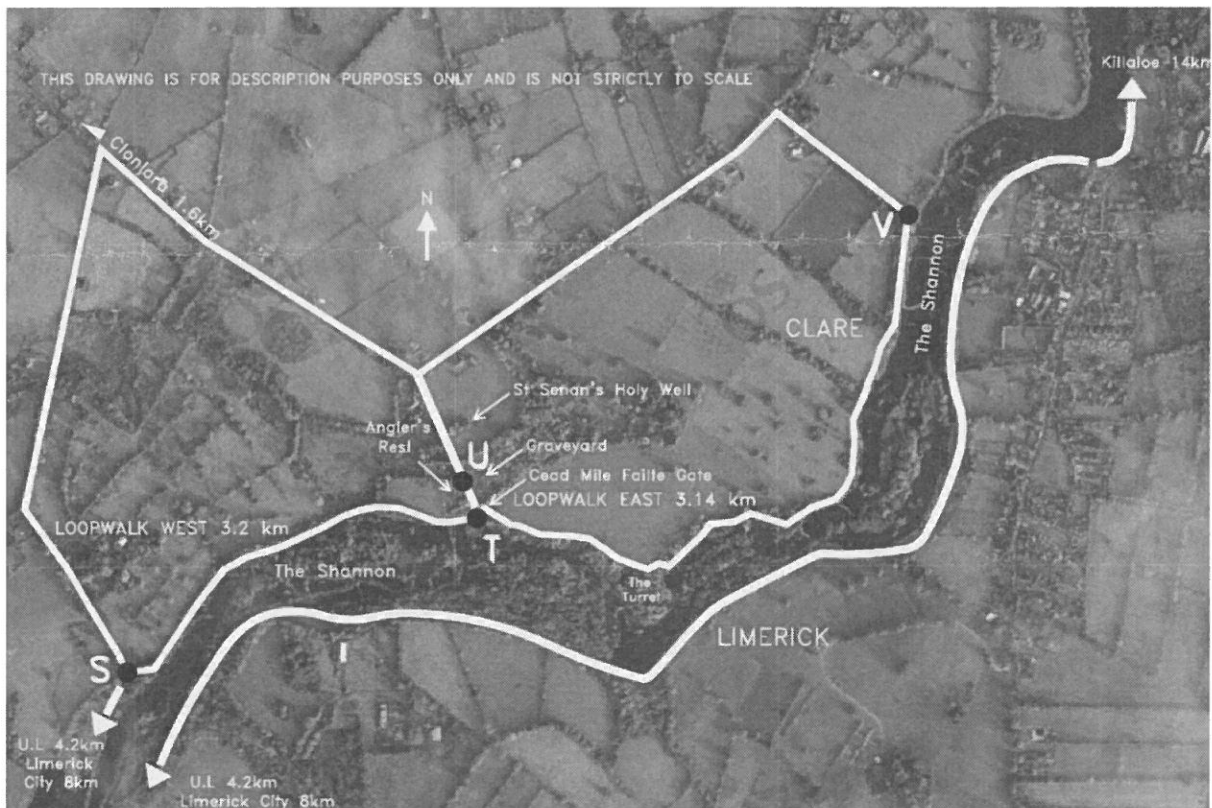 Killaloe 14km
THIS DRAWING IS FOR DESCRIPTION PURPOSES ONLY AND IS NOT STRICTLY TO SCALE
Clonlara 1.6km
N
V
The Shannon
CLARE
St Senan's Holy Well
Angler's
Rest
U
Graveyard
Cead Mile Failte Gate
LOOPWALK EAST 3.14 km
LOOPWALK WEST 3.2 km
T
The Shannon
The
Turret
LIMERICK
S
U.L 4.2km
Limerick
City 8km
U.L 4.2km
Limerick City 8km